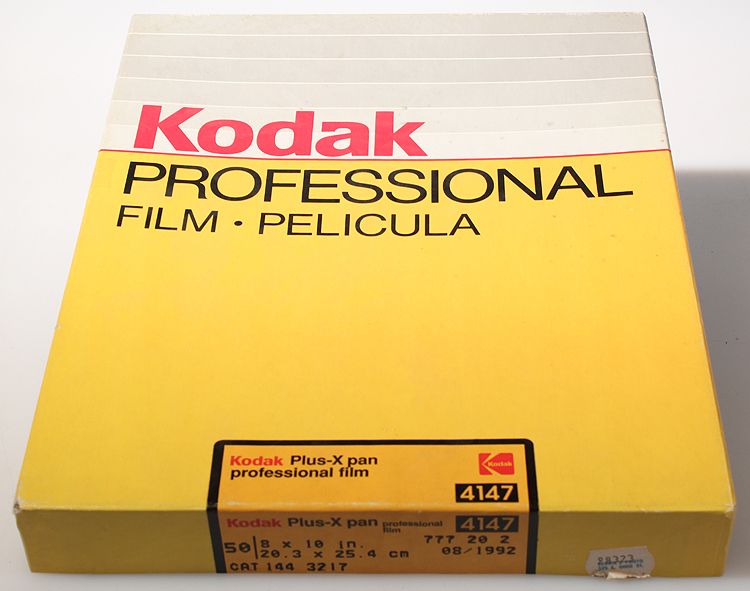 Kodak
PROFESSIONAL
FILM · PELICULA
Kodak Plus-X pan
professional film
Kodak
4147
Kodak Plus-X pan professional film 4147
50 8 x 10 in. 777 20 2
20.3 x 25.4 cm 08/1992
CAT 144 3217